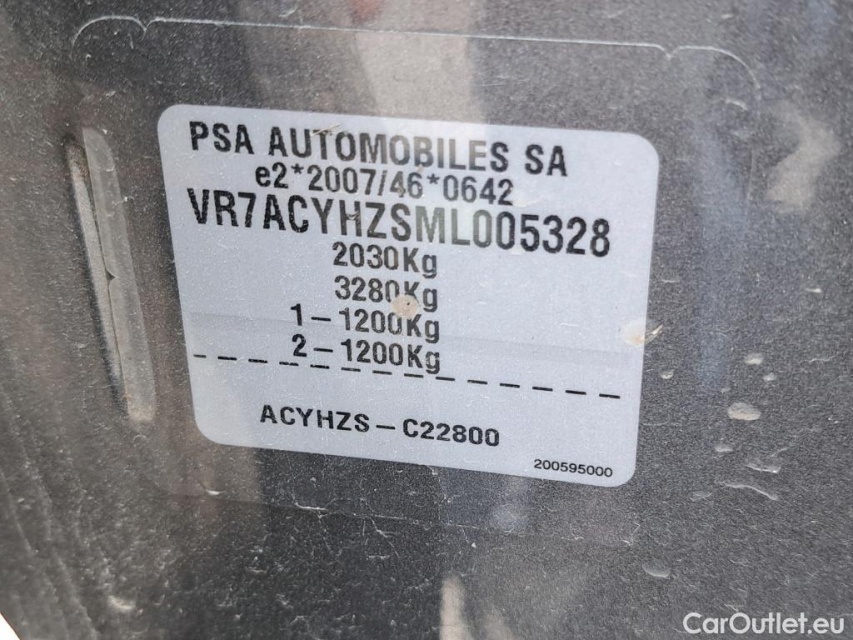 PSA AUTOMOBILES SA
e2*2007/46*0642
VR7ACYHZSML005328
2030Kg
3280Kg
1-1200Kg
2-1200Kg
ACYHZS-C22800
200595000
CarOutlet.eu